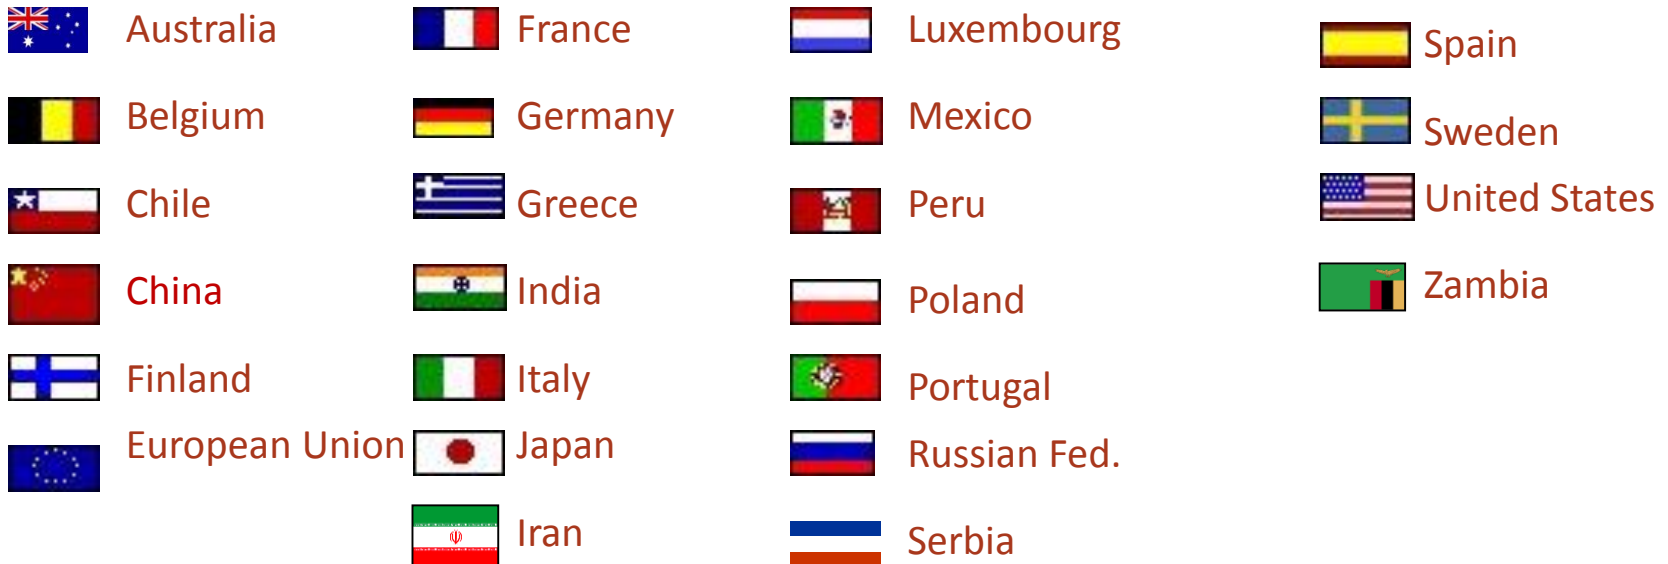 Australia
Belgium
Chile
China
Finland
European Union
France
Germany
Greece
India
Italy
Japan
Iran
Luxembourg
Mexico
Peru
Poland
Portugal
Russian Fed.
Serbia
Spain
Sweden
United States
Zambia